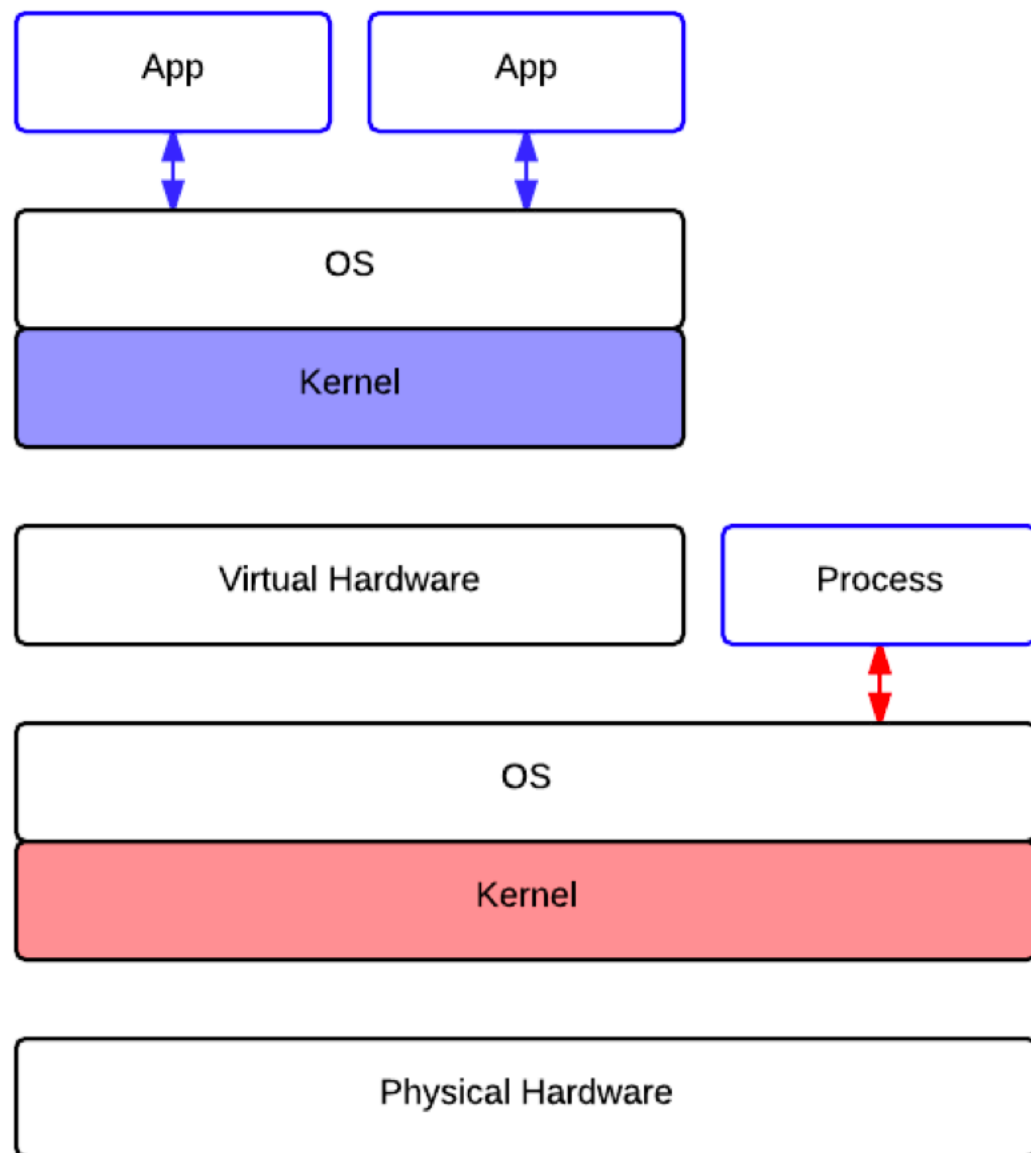 App
App
OS
Kernel
Virtual Hardware
Process
OS
Kernel
Physical Hardware